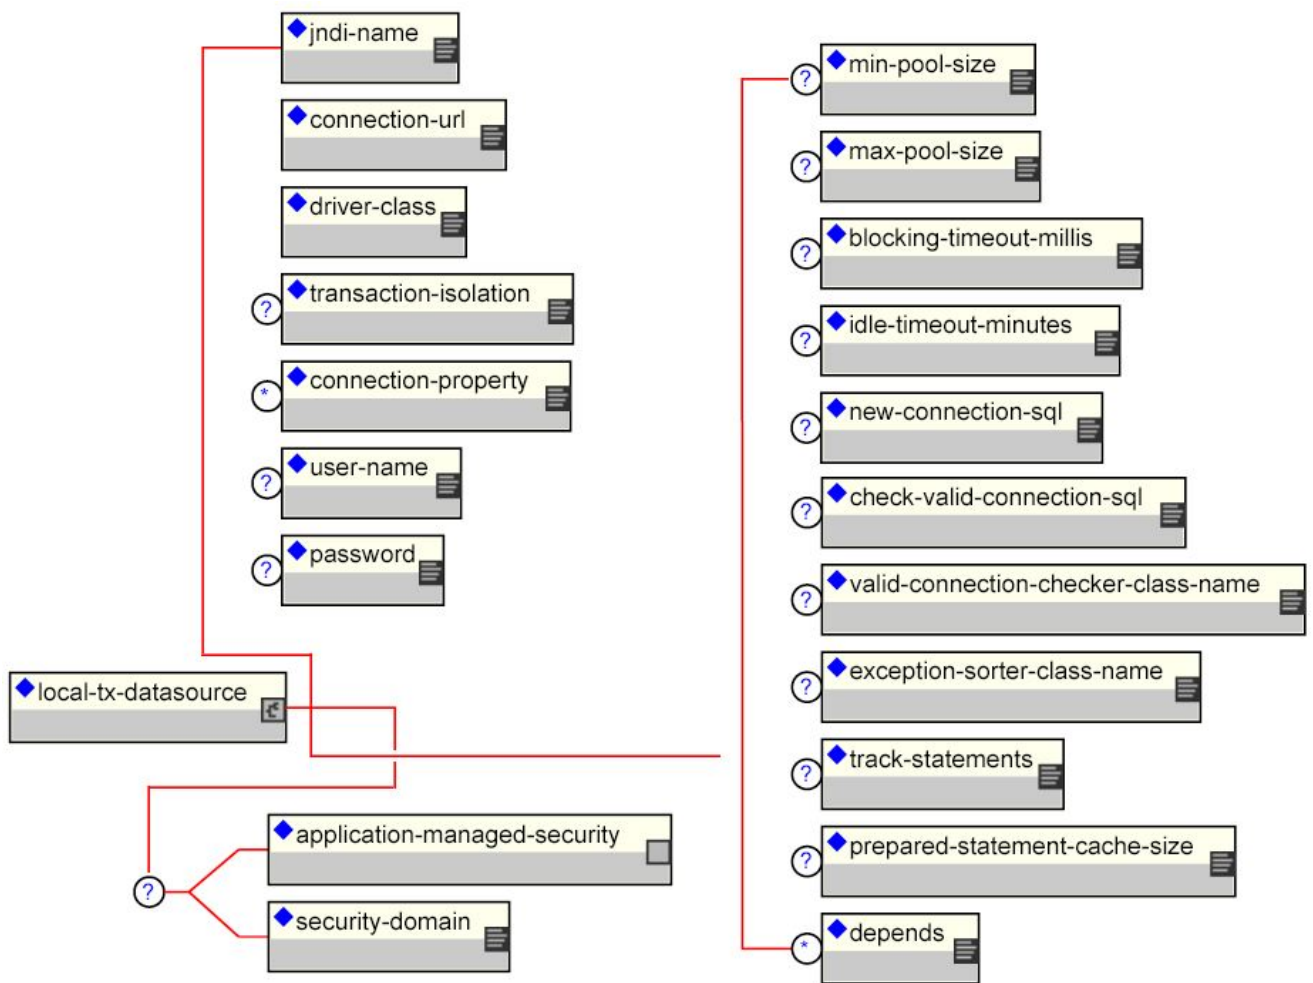 jndi-name
connection-url
driver-class
? transaction-isolation
* connection-property
? user-name
? password
local-tx-datasource
?
application-managed-security
security-domain
? min-pool-size
? max-pool-size
? blocking-timeout-millis
? idle-timeout-minutes
? new-connection-sql
? check-valid-connection-sql
? valid-connection-checker-class-name
? exception-sorter-class-name
? track-statements
? prepared-statement-cache-size
* depends